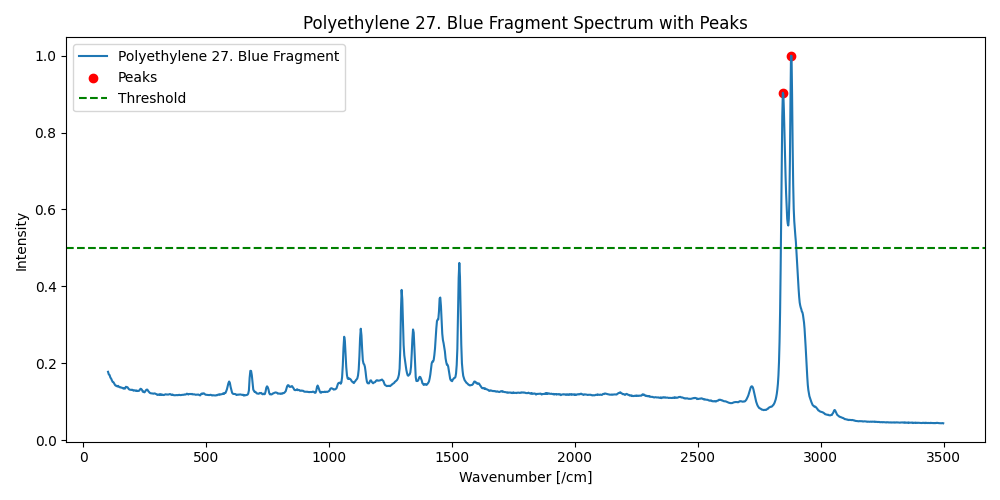 Polyethylene 27. Blue Fragment Spectrum with Peaks
Polyethylene 27. Blue Fragment
Peaks
Threshold
1.0
0.8
0.6
0.4
0.2
0.0
Intensity
0
500
1000
1500
2000
2500
3000
3500
Wavenumber [/cm]